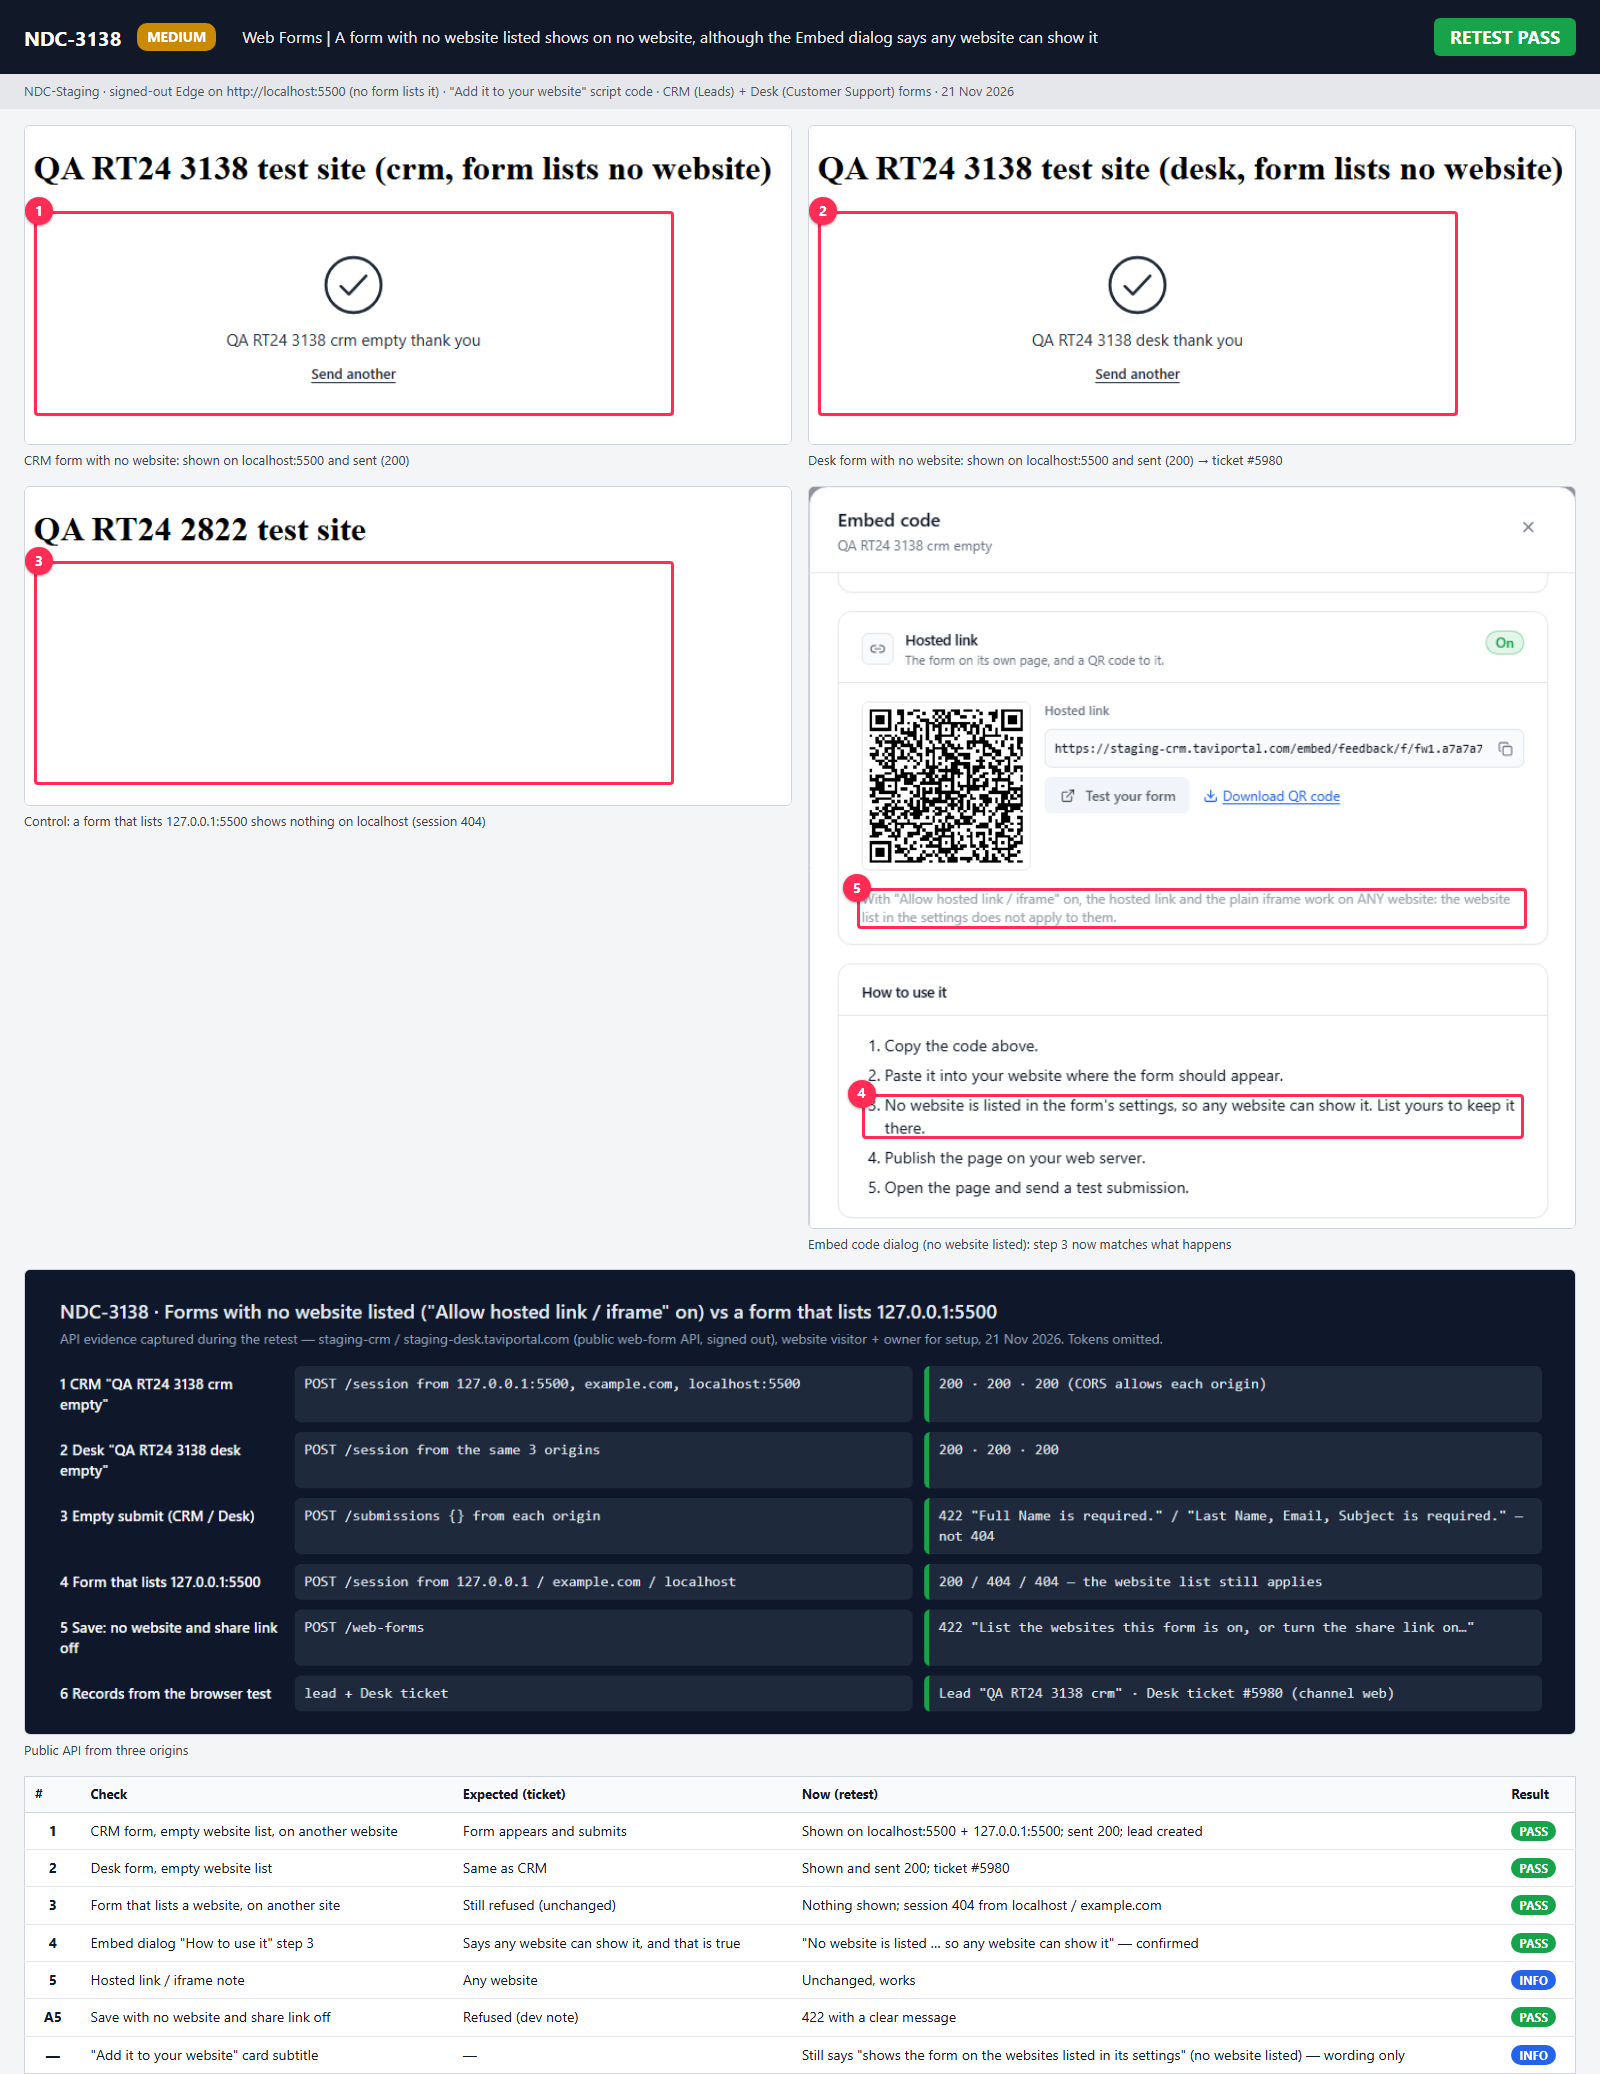 NDC-3138 MEDIUM Web Forms | A form with no website listed shows on no website, although the Embed dialog says any website can show it RETEST PASS
NDC-Staging · signed-out Edge on http://localhost:5500 (no form lists it) · "Add it to your website" script code · CRM (Leads) + Desk (Customer Support) forms · 21 Nov 2026
QA RT24 3138 test site (crm, form lists no website)
1
QA RT24 3138 crm empty thank you
Send another
CRM form with no website: shown on localhost:5500 and sent (200)
QA RT24 3138 test site (desk, form lists no website)
2
QA RT24 3138 desk thank you
Send another
Desk form with no website: shown on localhost:5500 and sent (200) → ticket #5980
QA RT24 2822 test site
3
Control: a form that lists 127.0.0.1:5500 shows nothing on localhost (session 404)
Embed code
QA RT24 3138 crm empty
Hosted link
The form on its own page, and a QR code to it.
On
Hosted link
https://staging-crm.taviportal.com/embed/feedback/f/fw1.a7a7a7
Test your form
Download QR code
5
With "Allow hosted link / iframe" on, the hosted link and the plain iframe work on ANY website: the website
list in the settings does not apply to them.
How to use it
1. Copy the code above.
2. Paste it into your website where the form should appear.
4
3. No website is listed in the form's settings, so any website can show it. List yours to keep it
there.
4. Publish the page on your web server.
5. Open the page and send a test submission.
Embed code dialog (no website listed): step 3 now matches what happens
NDC-3138 · Forms with no website listed ("Allow hosted link / iframe" on) vs a form that lists 127.0.0.1:5500
API evidence captured during the retest — staging-crm / staging-desk.taviportal.com (public web-form API, signed out), website visitor + owner for setup, 21 Nov 2026. Tokens omitted.
1 CRM "QA RT24 3138 crm
empty"
POST /session from 127.0.0.1:5500, example.com, localhost:5500
200 · 200 · 200 (CORS allows each origin)
2 Desk "QA RT24 3138 desk
empty"
POST /session from the same 3 origins
200 · 200 · 200
3 Empty submit (CRM / Desk)
POST /submissions {} from each origin
422 "Full Name is required." / "Last Name, Email, Subject is required." —
not 404
4 Form that lists 127.0.0.1:5500
POST /session from 127.0.0.1 / example.com / localhost
200 / 404 / 404 — the website list still applies
5 Save: no website and share link
off
POST /web-forms
422 "List the websites this form is on, or turn the share link on…"
6 Records from the browser test
lead + Desk ticket
Lead "QA RT24 3138 crm" · Desk ticket #5980 (channel web)
Public API from three origins
# Check Expected (ticket) Now (retest) Result
1 CRM form, empty website list, on another website Form appears and submits Shown on localhost:5500 + 127.0.0.1:5500; sent 200; lead created PASS
2 Desk form, empty website list Same as CRM Shown and sent 200; ticket #5980 PASS
3 Form that lists a website, on another site Still refused (unchanged) Nothing shown; session 404 from localhost / example.com PASS
4 Embed dialog "How to use it" step 3 Says any website can show it, and that is true "No website is listed ... so any website can show it" — confirmed PASS
5 Hosted link / iframe note Any website Unchanged, works INFO
A5 Save with no website and share link off Refused (dev note) 422 with a clear message PASS
— "Add it to your website" card subtitle — Still says "shows the form on the websites listed in its settings" (no website listed) — wording only INFO